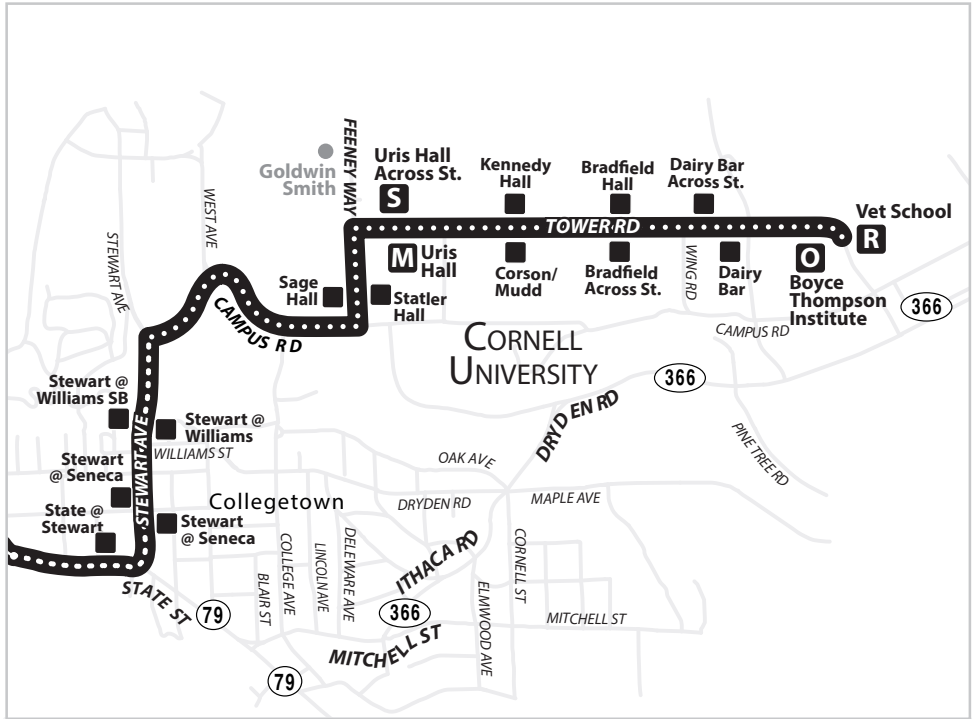 FEENEY WAY
Goldwin
Smith
Uris Hall
Across St.
S
Kennedy
Hall
Bradfield
Hall
Dairy Bar
Across St.
Vet School
R
TOWER RD
WEST AVE
STEWART AVE
M
Uris
Hall
Corson/
Mudd
Bradfield
Across St.
WING RD
Dairy
Bar
O
Boyce
Thompson
Institute
366
Sage
Hall
Statler
Hall
CAMPUS RD
CORNELL
UNIVERSITY
CAMPUS RD
366
DRYDEN RD
PINE TREE RD
Stewart @
Williams SB
Stewart @
Williams
WILLIAMS ST
STEWART AVE
Stewart
@ Seneca
OAK AVE
Collegetown
DRYDEN RD
MAPLE AVE
State @
Stewart
Stewart
@ Seneca
COLLEGE AVE
LINCOLN AVE
DELEWARE AVE
ITHACA RD
CORNELL ST
BLAIR ST
ELMWOOD AVE
STATE ST
79
366
MITCHELL ST
MITCHELL ST
79